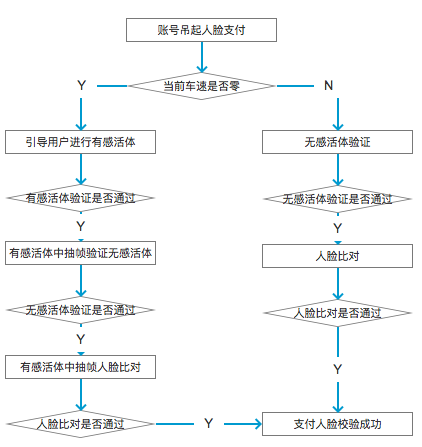 账号吊起人脸支付
当前车速是否零
Y
N
引导用户进行有感活体
无感活体验证
有感活体验证是否通过
无感活体验证是否通过
Y
Y
有感活体中抽帧验证无感活体
人脸比对
无感活体验证是否通过
人脸比对是否通过
Y
有感活体中抽帧人脸比对
Y
人脸比对是否通过
Y
支付人脸校验成功